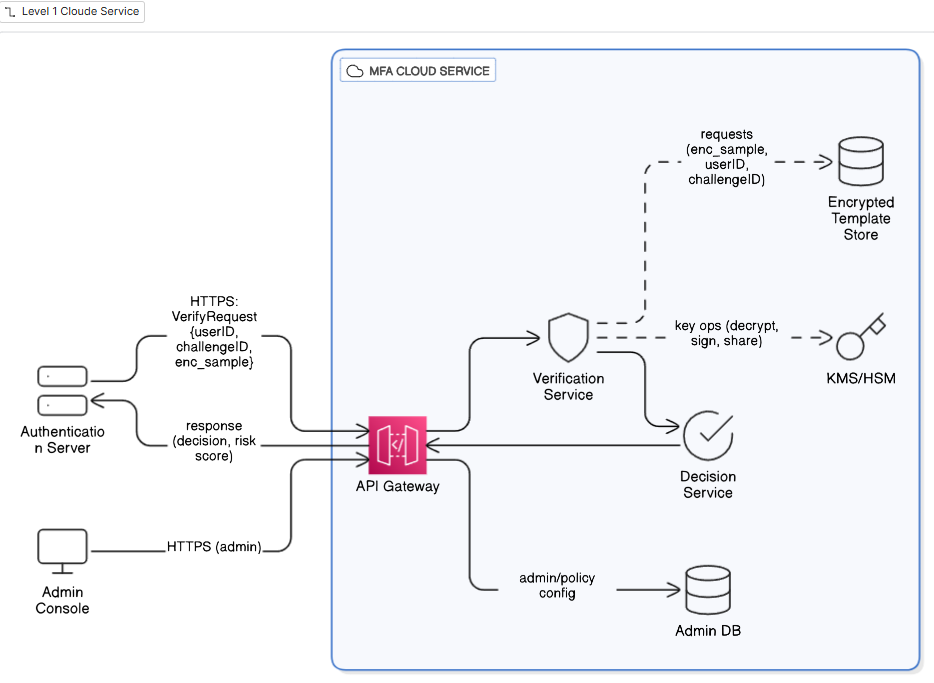 Level 1 Cloude Service
MFA CLOUD SERVICE
requests
(enc_sample,
userID,
challengeID)
Encrypted
Template
Store
HTTPS:
VerifyRequest
{userID,
challengeID,
enc_sample}
key ops (decrypt,
sign, share)
KMS/HSM
Verification
Service
Authenticatio
n Server
response
(decision, risk
score)
API Gateway
Decision
Service
HTTPS (admin)
Admin
Console
admin/policy
config
Admin DB